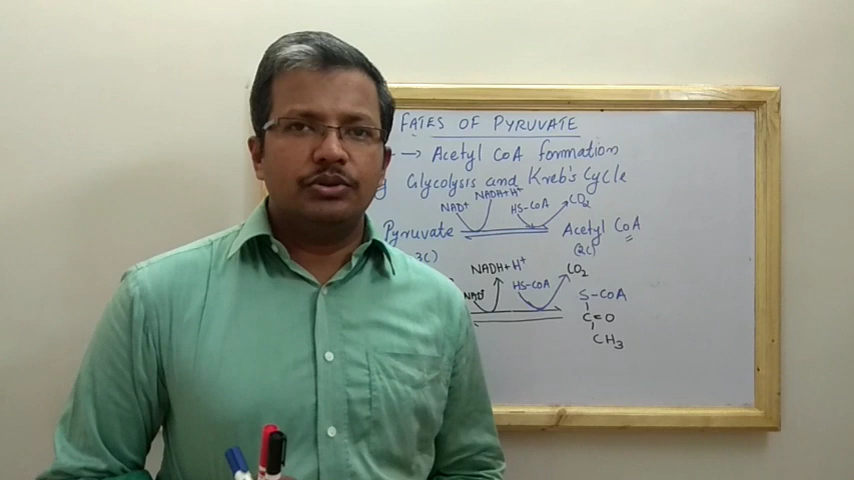 FATES OF PYRUVATE
→ Acetyl CoA formation
Glycolysis and Kreb's Cycle
NAD⁺ NADH+H⁺ HS-CoA CO₂
Pyruvate Acetyl CoA
3C) (2C)
NADH+H⁺ CO₂
NAD⁺ HS-CoA
S-CoA
C=O
CH₃